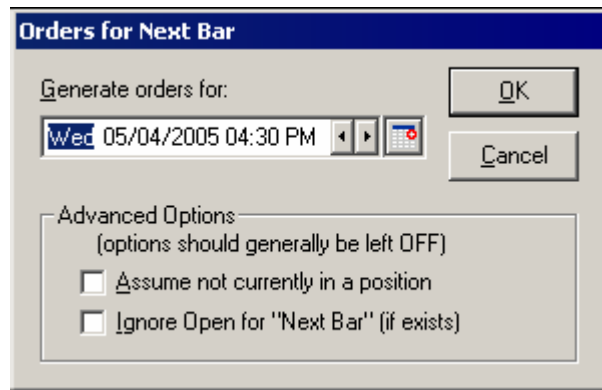 Orders for Next Bar
Generate orders for:
OK
Wed 05/04/2005 04:30 PM
Cancel
Advanced Options
(options should generally be left OFF)
Assume not currently in a position
Ignore Open for "Next Bar" (if exists)